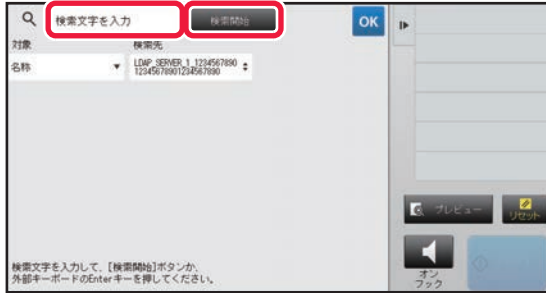 検索文字を入力
検索開始
OK
対象
検索先
名称
LDAP_SERVER_1_1234567890
12345678901234567890
プレビュー
リセット
オン
フック
検索文字を入力して、[検索開始]ボタンか、
外部キーボードのEnterキーを押してください。